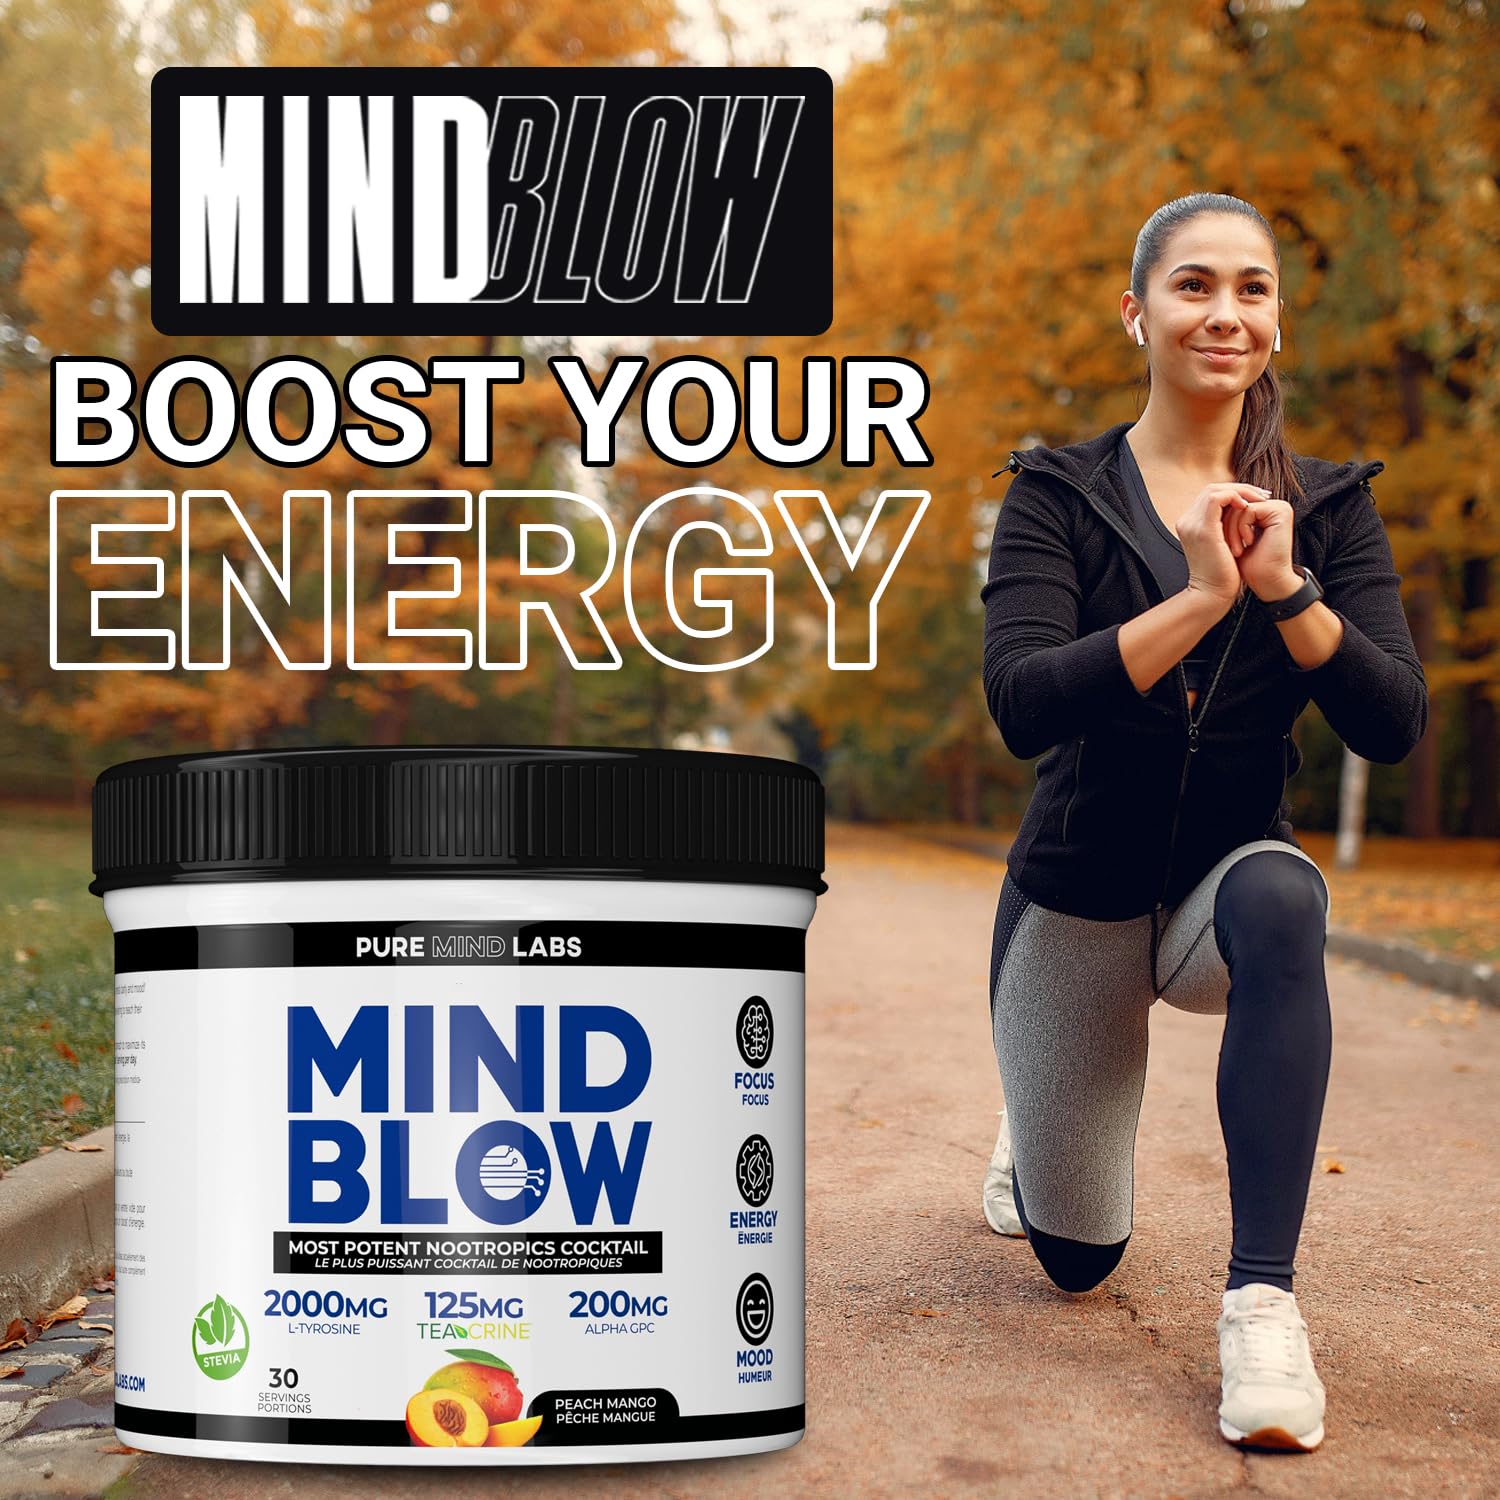 MINDBLOW
BOOST YOUR
ENERGY
PURE MIND LABS
MIND
BLOW
MOST POTENT NOOTROPICS COCKTAIL
LE PLUS PUISSANT COCKTAIL DE NOOTROPIQUES
2000MG
L-TYROSINE
125MG
TEACRINE
200MG
ALPHA GPC
STEVIA
30
SERVINGS
PORTIONS
PEACH MANGO
PÊCHE MANGUE
FOCUS
FOCUS
ENERGY
ÉNERGIE
MOOD
HUMEUR